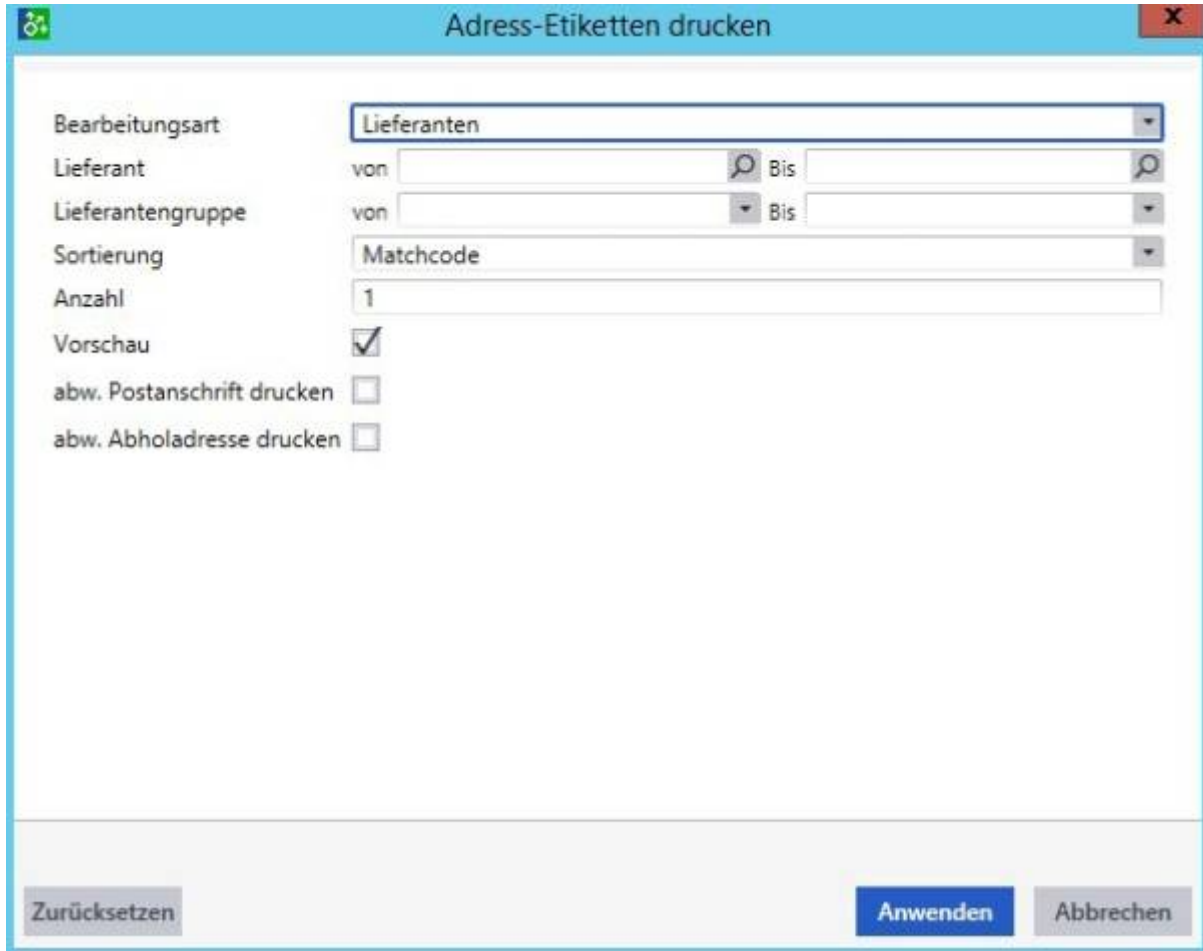 Adress-Etiketten drucken
x
Bearbeitungsart Lieferanten
Lieferant von Bis
Lieferantengruppe von Bis
Sortierung Matchcode
Anzahl 1
Vorschau
abw. Postanschrift drucken
abw. Abholadresse drucken
Zurücksetzen Anwenden Abbrechen